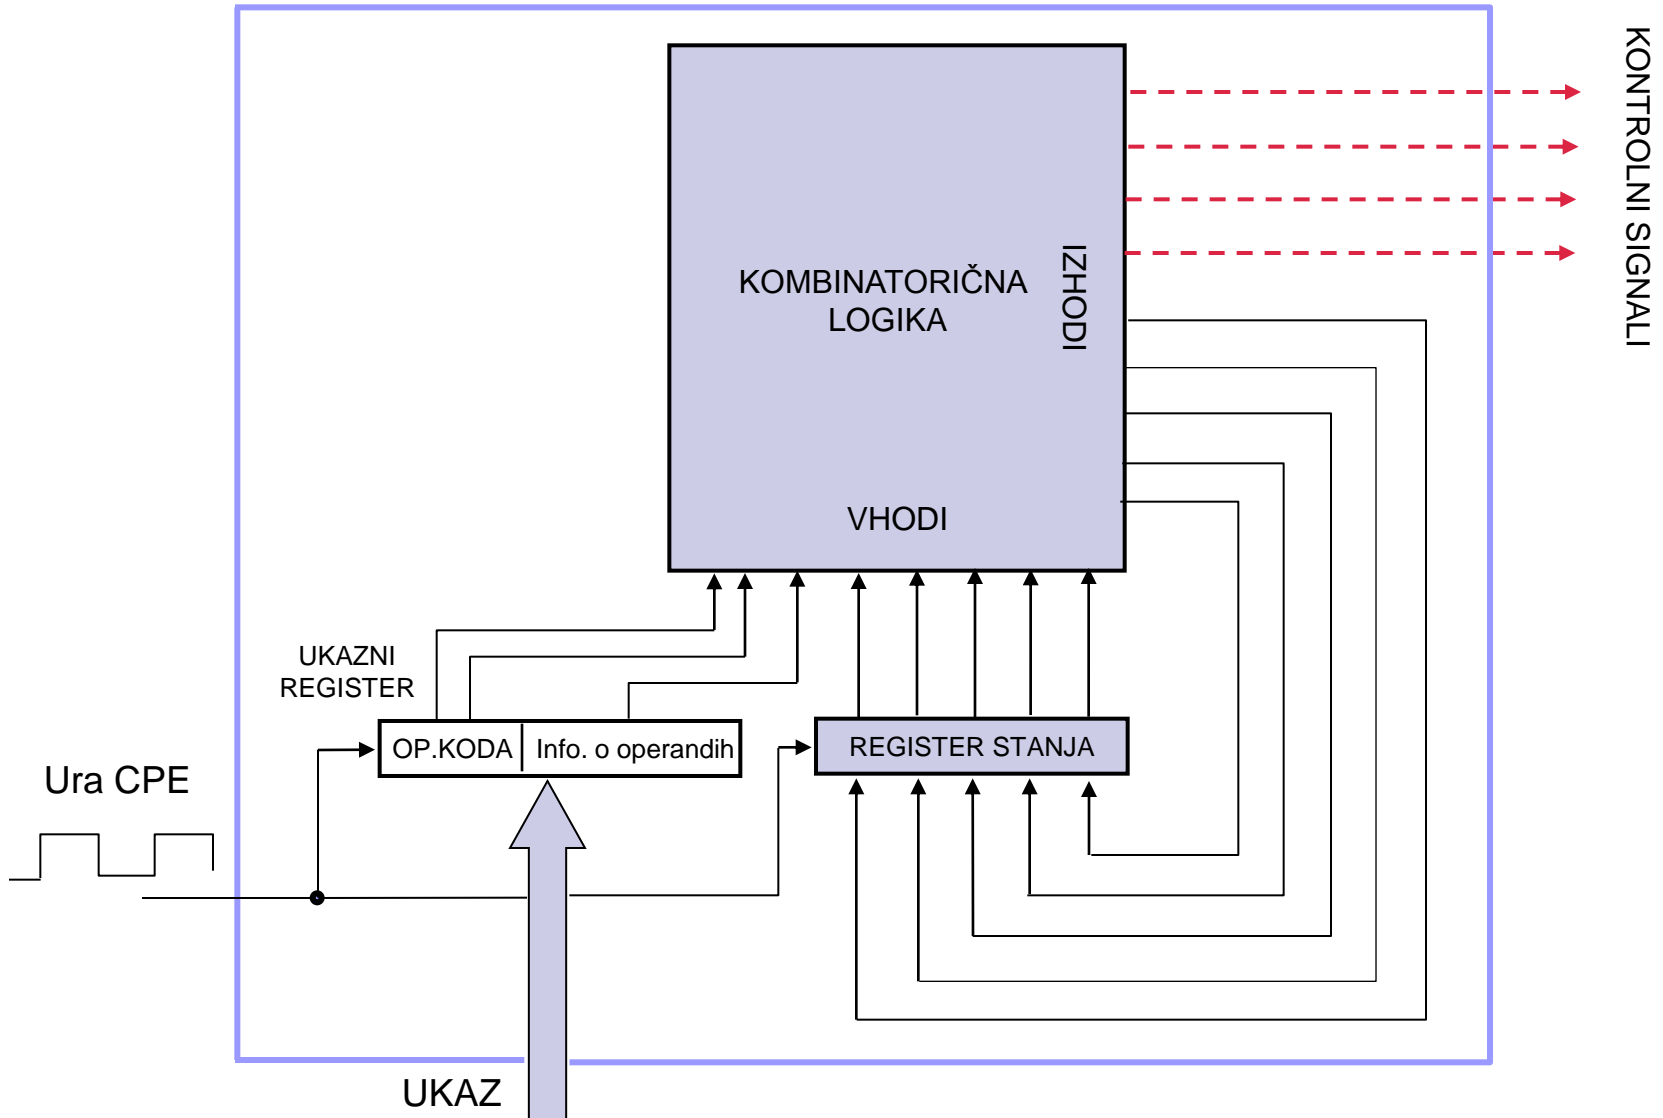 KONTROLNI SIGNALI
KOMBINATORIČNA
LOGIKA
IZHODI
VHODI
UKAZNI
REGISTER
OP.KODA
Info. o operandih
REGISTER STANJA
Ura CPE
UKAZ